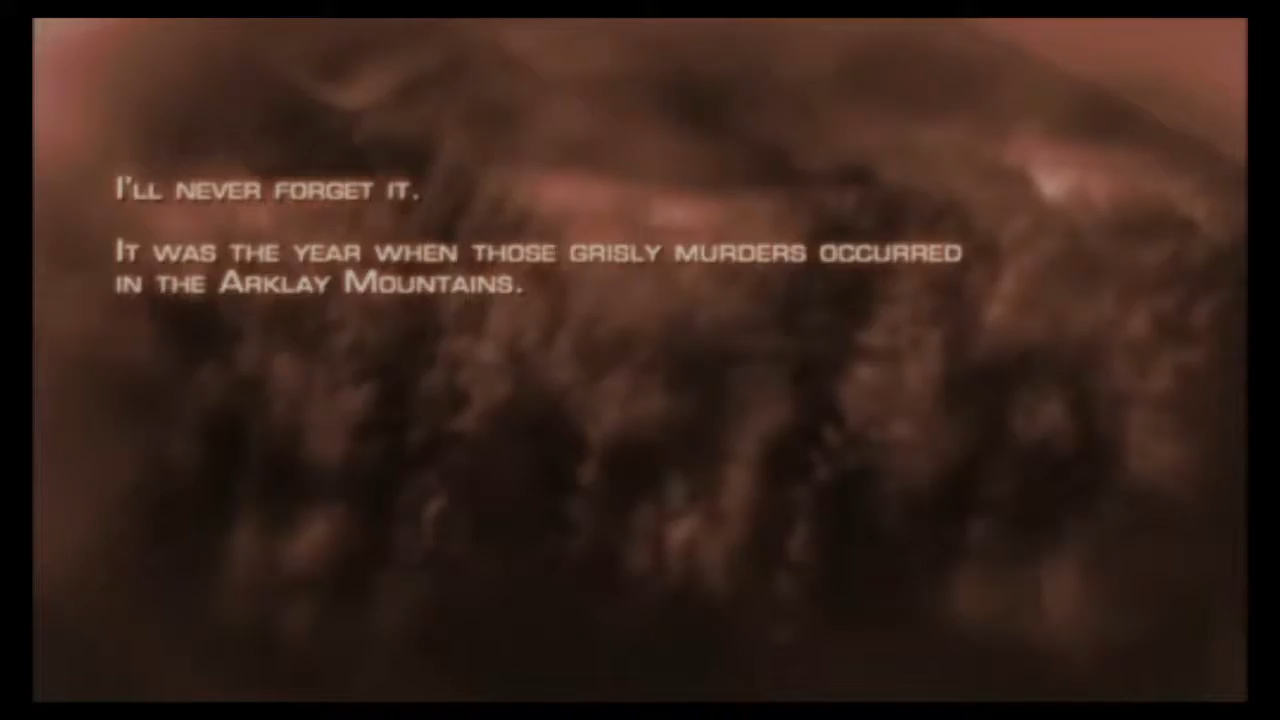 I'll never forget it.
It was the year when those grisly murders occurred
in the Arklay Mountains.